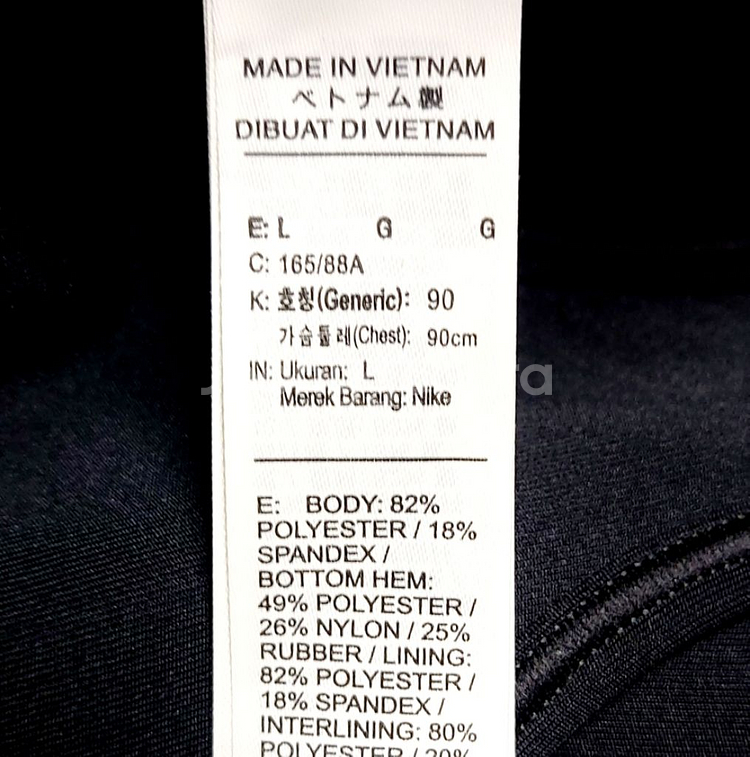 MADE IN VIETNAM
ベトナム製
DIBUAT DI VIETNAM
E: L G G
C: 165/88A
K: 호칭(Generic): 90
가슴둘레(Chest): 90cm
IN: Ukuran: L
Merek Barang: Nike
E: BODY: 82%
POLYESTER / 18%
SPANDEX /
BOTTOM HEM:
49% POLYESTER /
26% NYLON / 25%
RUBBER / LINING:
82% POLYESTER /
18% SPANDEX /
INTERLINING: 80%
POLYESTER / 20%